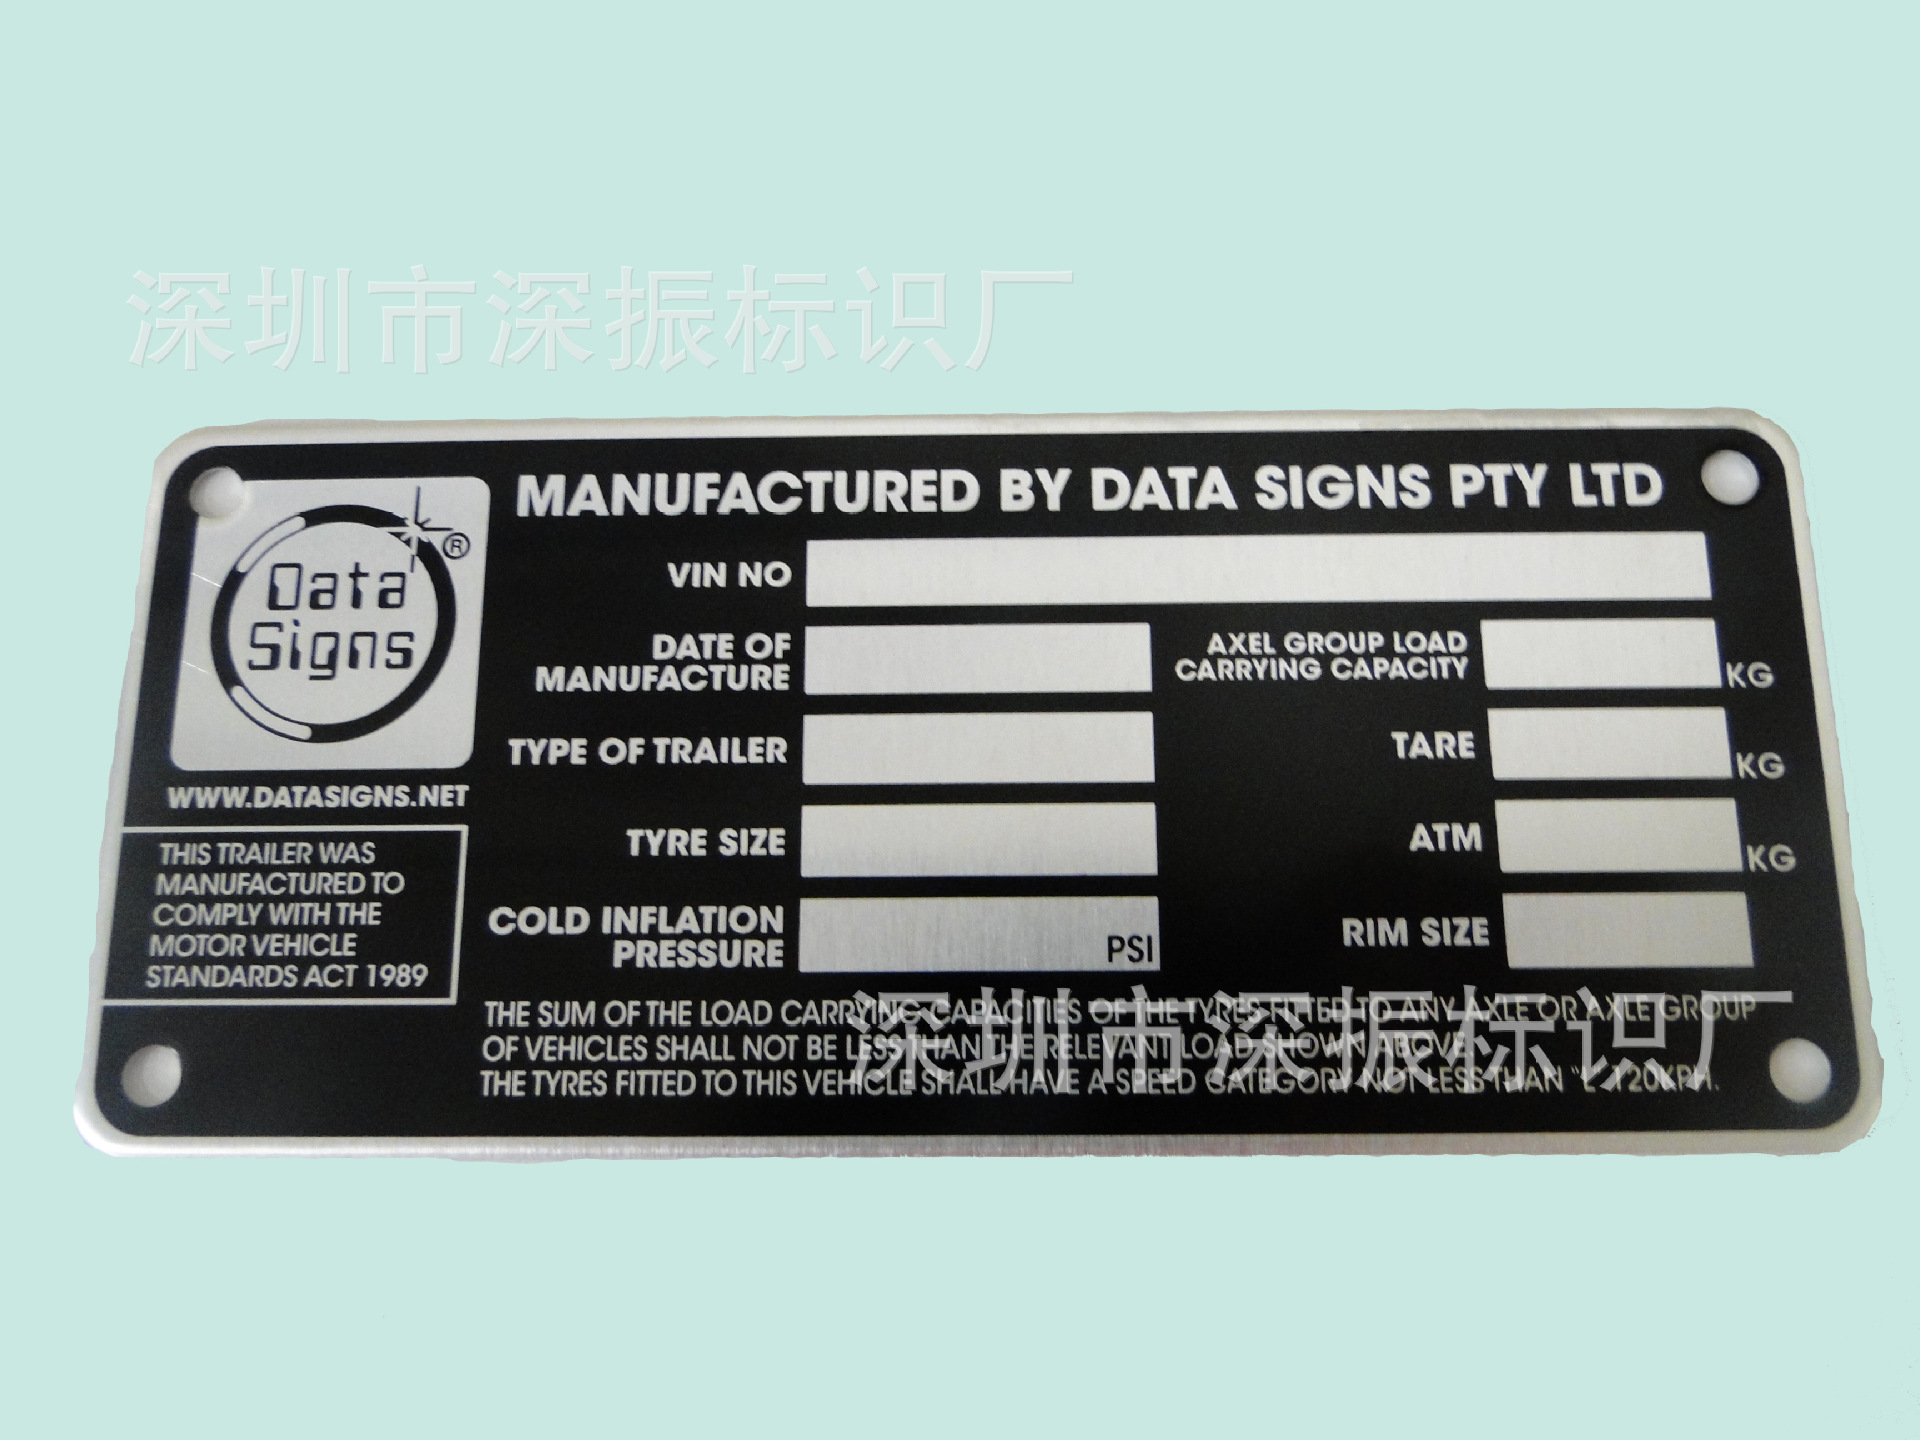 深圳市深振标识厂
MANUFACTURED BY DATA SIGNS PTY LTD
Data
Signs
®
WWW.DATASIGNS.NET
THIS TRAILER WAS
MANUFACTURED TO
COMPLY WITH THE
MOTOR VEHICLE
STANDARDS ACT 1989
VIN NO
DATE OF
MANUFACTURE
AXEL GROUP LOAD
CARRYING CAPACITY
KG
TYPE OF TRAILER
TARE
KG
TYRE SIZE
ATM
KG
COLD INFLATION
PRESSURE
PSI
RIM SIZE
THE SUM OF THE LOAD CARRYING CAPACITIES OF THE TYRES FITTED TO ANY AXLE OR AXLE GROUP
OF VEHICLES SHALL NOT BE LESS THAN THE RELEVANT LOAD SHOWN ABOVE
THE TYRES FITTED TO THIS VEHICLE SHALL HAVE A SPEED CATEGORY NOT LESS THAN "L" 120KPH.
深圳市深振标识厂